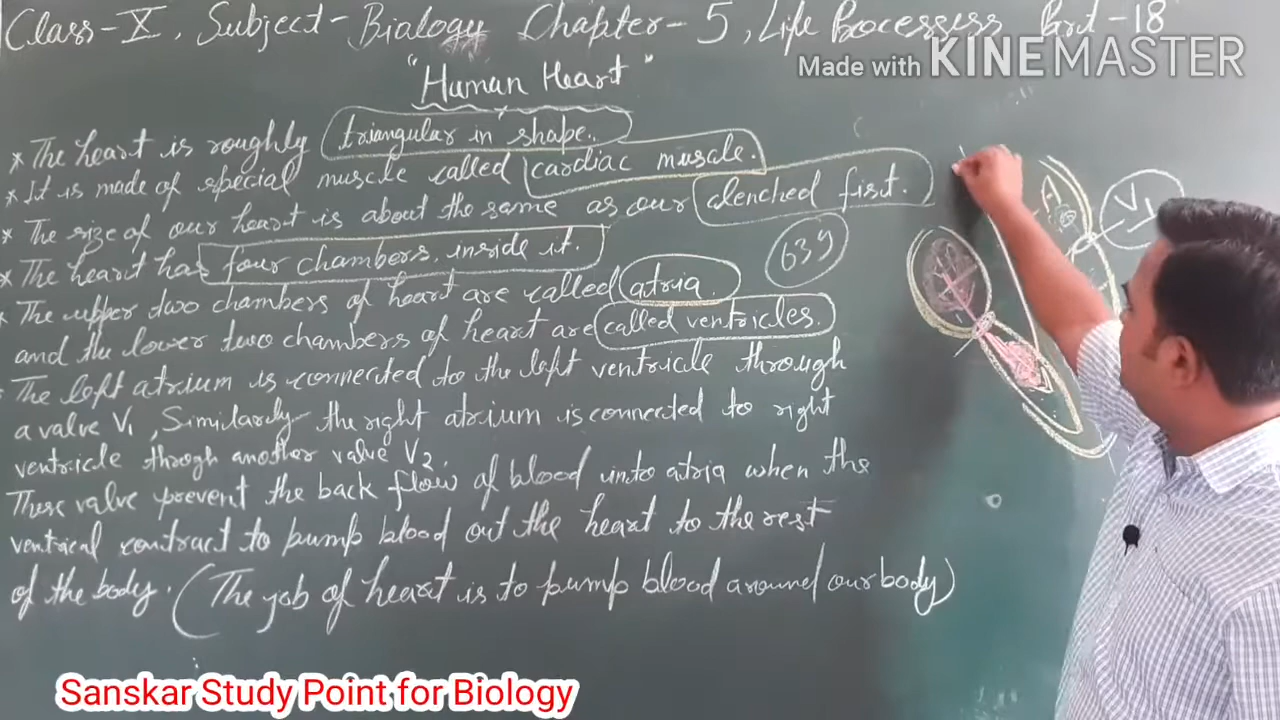 Class-X, Subject-Biology Chapter-5, Life Processess Part-18
Made with KINEMASTER
"Human Heart"
* The heart is roughly triangular in shape.
* It is made of special muscle called cardiac muscle.
* The size of our heart is about the same as our clenched fist.
* The heart has four chambers inside it.
* The upper two chambers of heart are called atria.
and the lower two chambers of heart are called ventricles.
The left atrium is connected to the left ventricle through
a valve V1, Similarly the right atrium is connected to right
ventricle throgh another valve V2.
These valve prevent the back flow of blood into atria when the
ventrical contract to pump blood out the heart to the rest
of the body. (The job of heart is to pump blood around our body)
639
V1
Sanskar Study Point for Biology